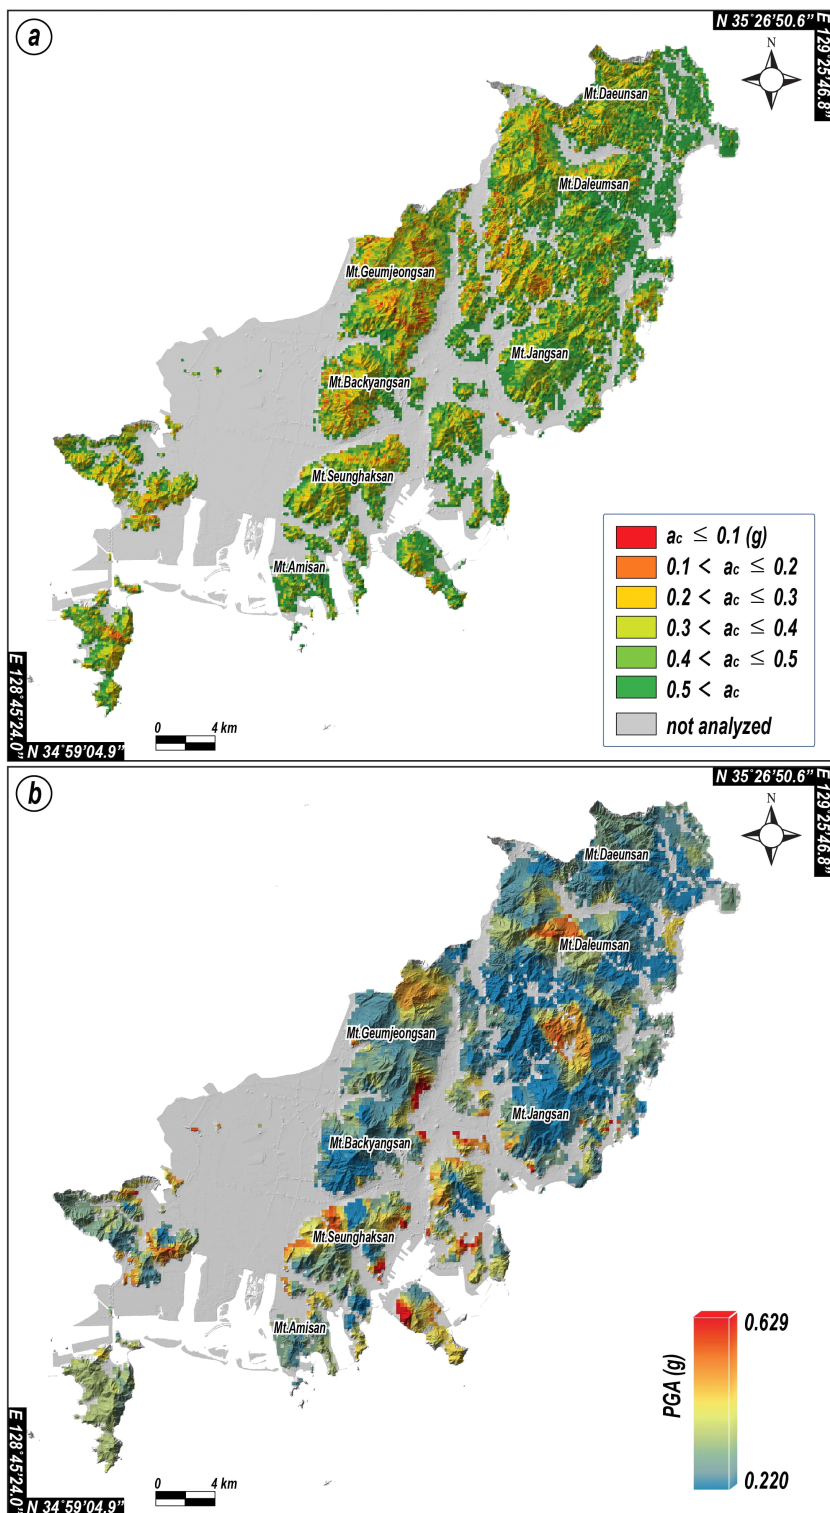 a
N 35°26'50.6"
E 129°25'46.8"
N
Mt.Daeunsan
Mt.Daleumsan
Mt.Geumjeongsan
Mt.Jangsan
Mt.Backyangsan
Mt.Seunghaksan
Mt.Amisan
ac ≤ 0.1 (g)
0.1 < ac ≤ 0.2
0.2 < ac ≤ 0.3
0.3 < ac ≤ 0.4
0.4 < ac ≤ 0.5
0.5 < ac
not analyzed
E 128°45'24.0"
N 34°59'04.9"
0 4 km
b
N 35°26'50.6"
E 129°25'46.8"
N
Mt.Daeunsan
Mt.Daleumsan
Mt.Geumjeongsan
Mt.Jangsan
Mt.Backyangsan
Mt.Seunghaksan
Mt.Amisan
PGA (g)
0.629
0.220
E 128°45'24.0"
N 34°59'04.9"
0 4 km